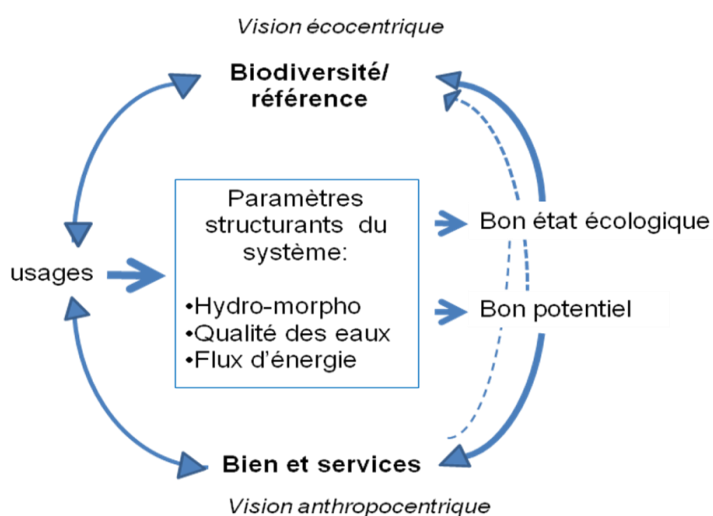 Vision écocentrique
Biodiversité/
référence
Paramètres
structurants du
système:
•Hydro-morpho
•Qualité des eaux
•Flux d’énergie
usages
Bon état écologique
Bon potentiel
Bien et services
Vision anthropocentrique